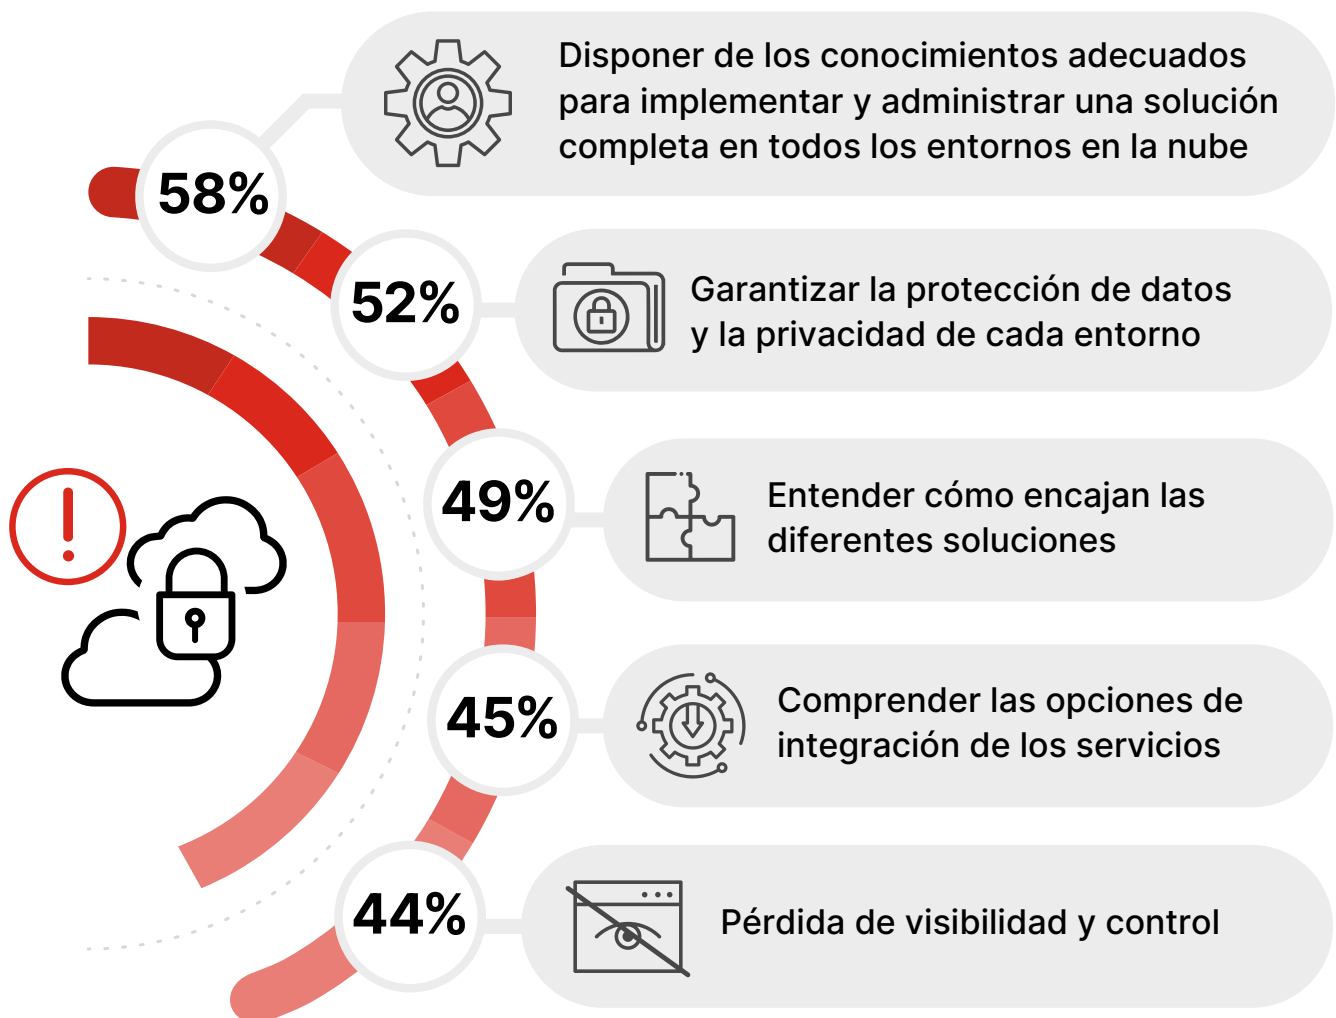 58%
Disponer de los conocimientos adecuados
para implementar y administrar una solución
completa en todos los entornos en la nube
52%
Garantizar la protección de datos
y la privacidad de cada entorno
49%
Entender cómo encajan las
diferentes soluciones
45%
Comprender las opciones de
integración de los servicios
44%
Pérdida de visibilidad y control